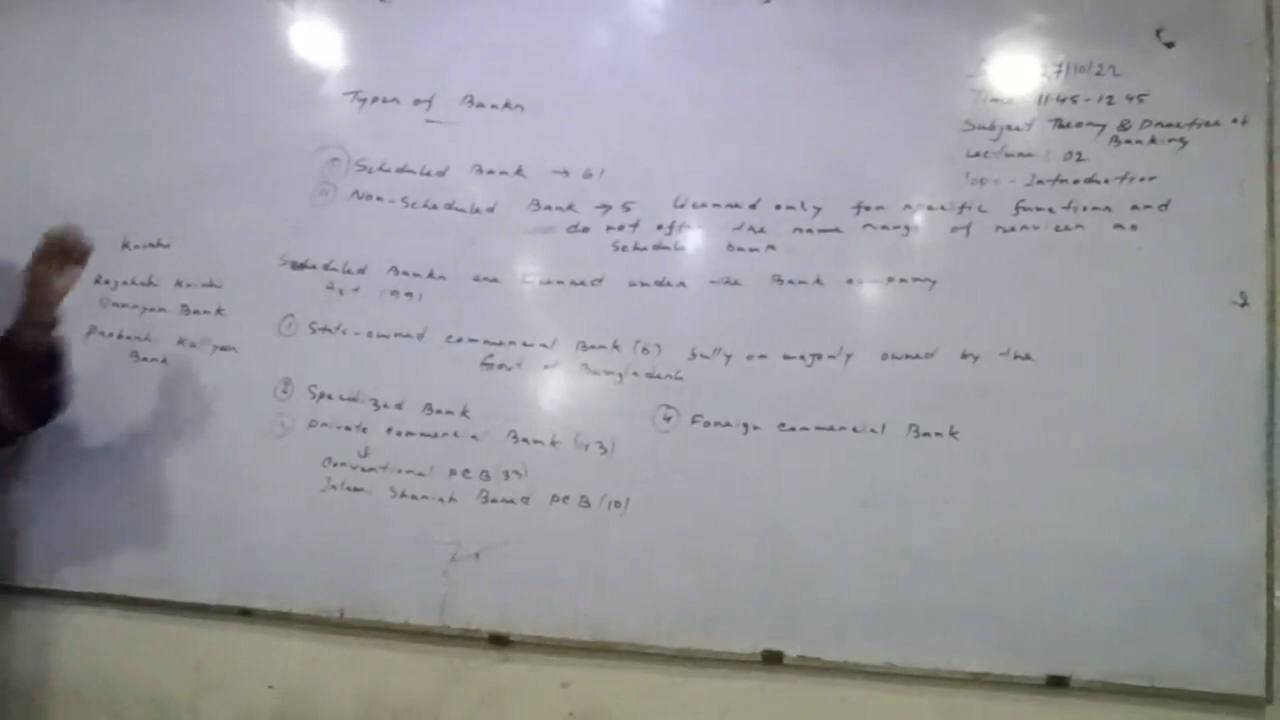 27/10/22
Time 11:45-12 45
Subject Theory & Practice of
Banking
Lecture : 02
Topic - Introduction
Types of Banks
(i) Scheduled Bank → 61
(ii) Non-Scheduled Bank → 5 Licensed only for specific functions and
do not offer the same range of services as
Schedule bank
Scheduled Banks are licensed under the Bank company
Act 1991
① State-owned commercial Bank (6) fully or majorly owned by the
Govt of Bangladesh
② Specialized Bank
③ Private commercial Bank (43)
↓
Conventional PCB (33)
Islami Shariah Based PCB (10)
④ Foreign commercial Bank
Krishi
Rajshahi Krishi
Unnayan Bank
Probashi Kallyan
Bank